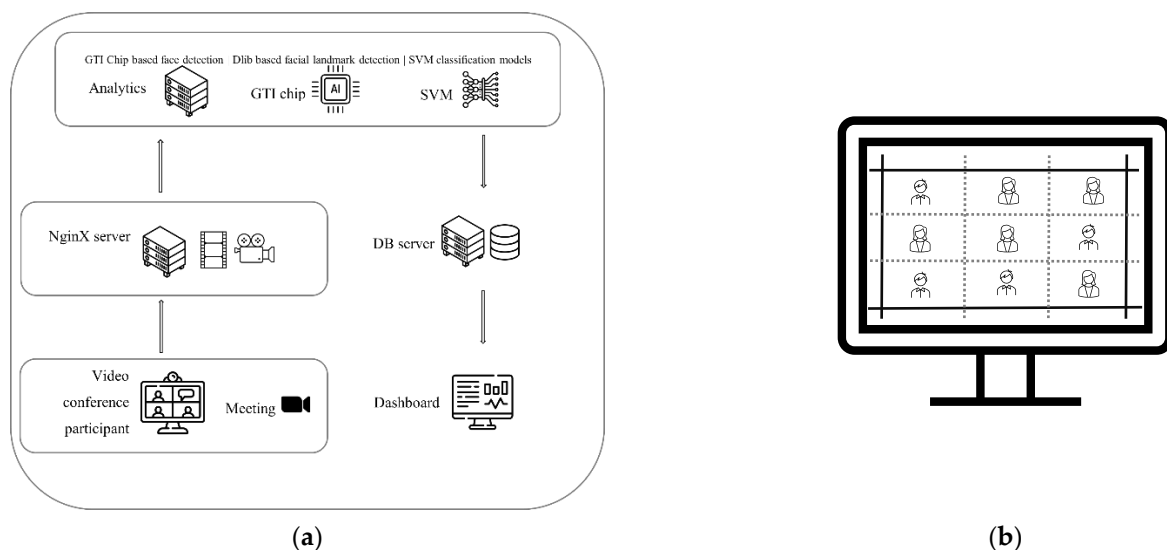 GTI Chip based face detection Dlib based facial landmark detection | SVM classification models
Analytics
GTI chip
AI
SVM
NginX server
DB server
Video
conference
participant
Meeting
Dashboard
(a)
(b)